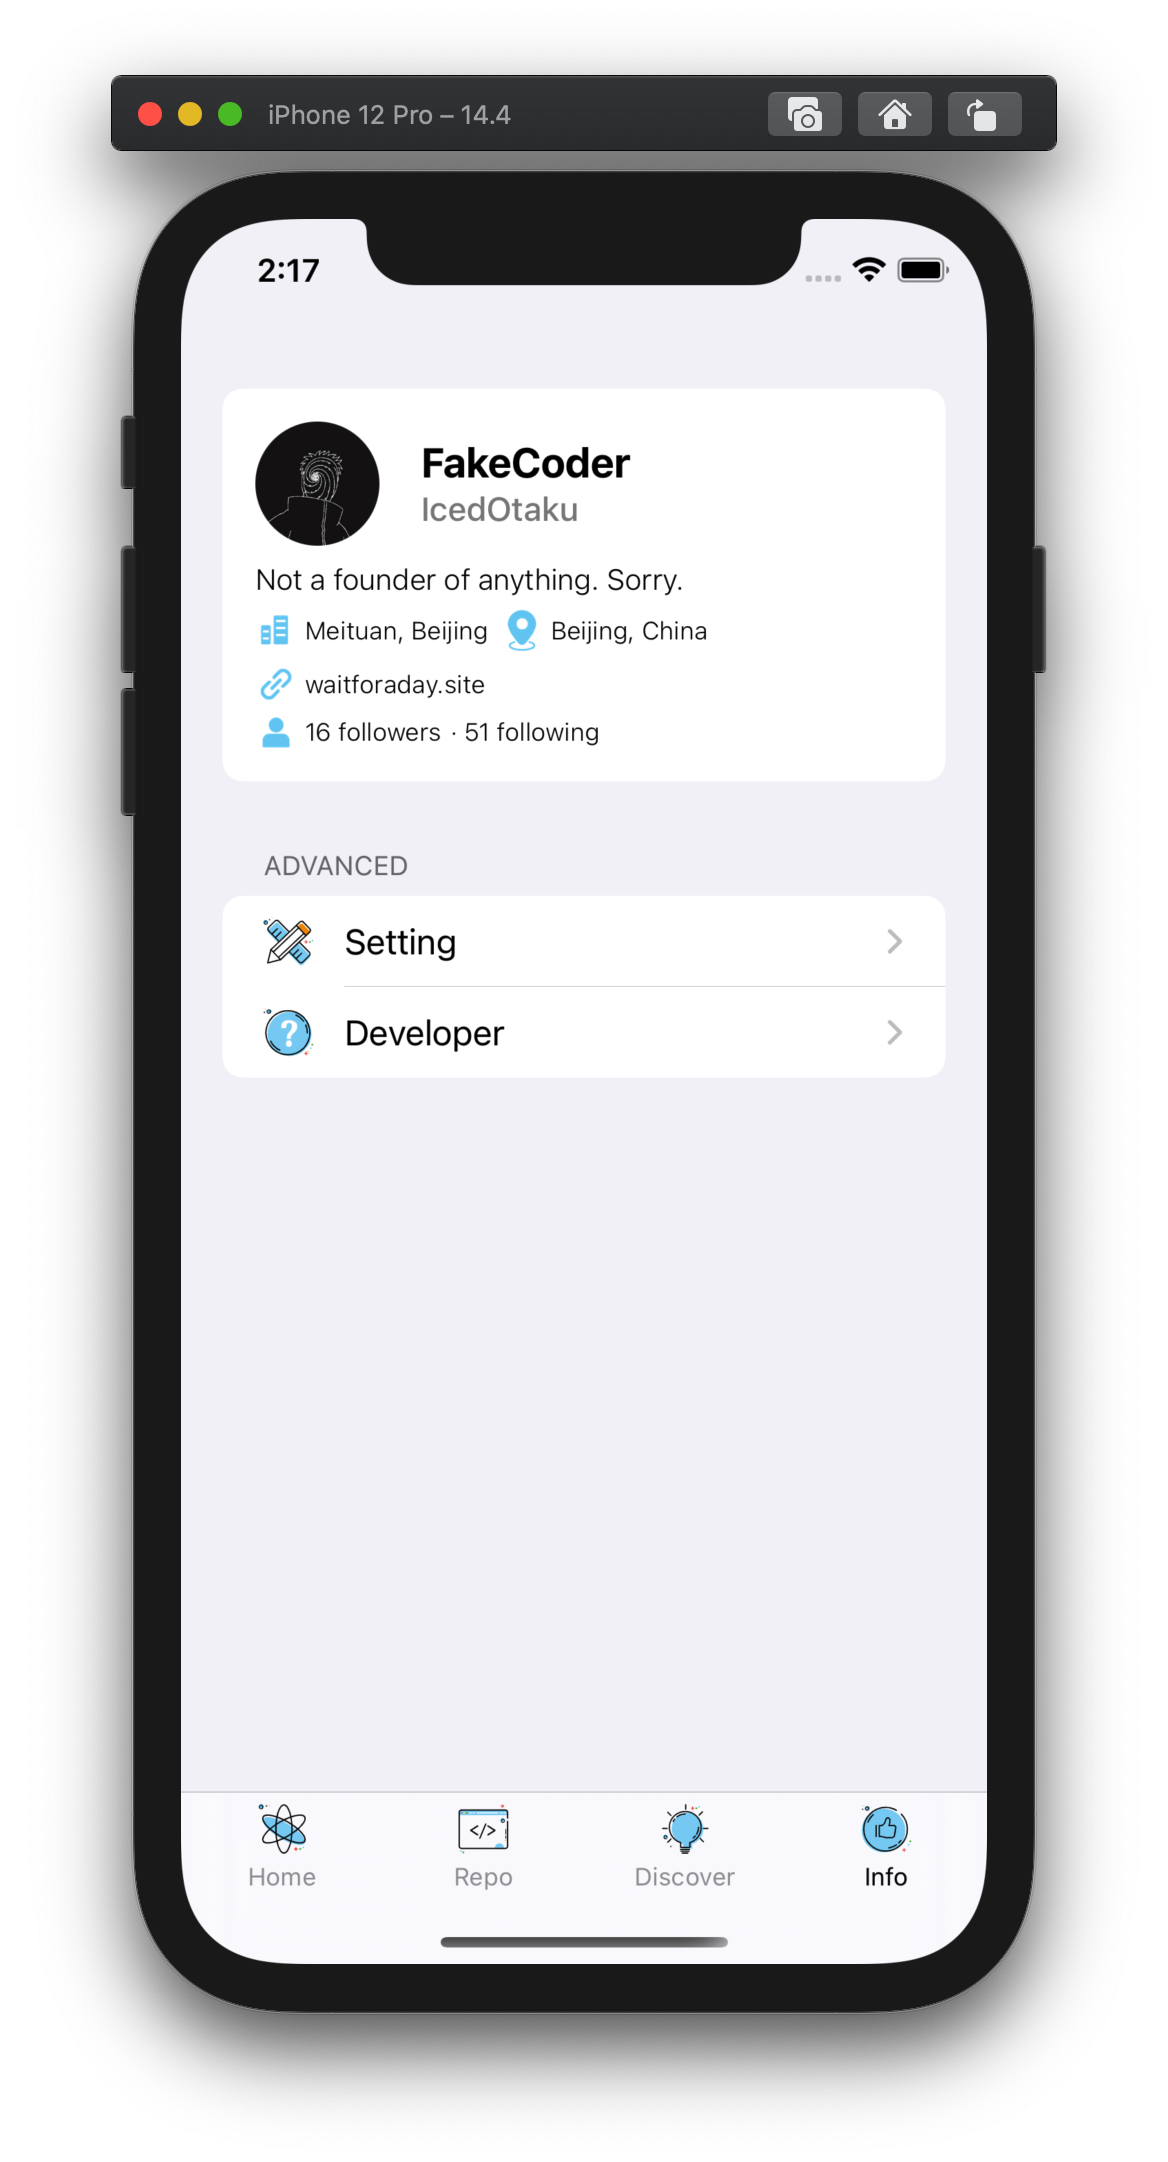 iPhone 12 Pro – 14.4
2:17
FakeCoder
IcedOtaku
Not a founder of anything. Sorry.
Meituan, Beijing Beijing, China
waitforaday.site
16 followers · 51 following
ADVANCED
Setting
? Developer
</>
Home Repo Discover Info